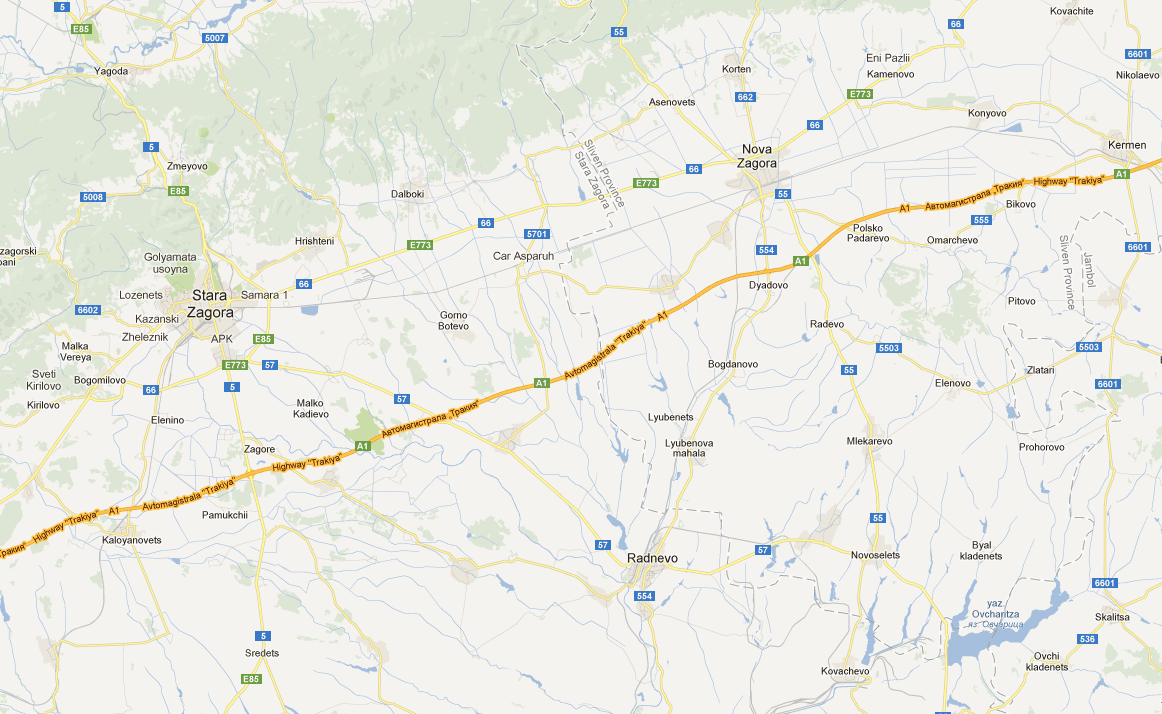 5
E85
5007
55
66
Kovachite
6601
Yagoda
Korten
Eni Pazlii
Kamenovo
Nikolaevo
662
E773
Asenovets
66
Konyovo
5
Nova
Zagora
Kermen
Zmeyovo
Sliven Province
Stara Zagora
66
E773
A1
5008
E85
Dalboki
55
A1
Автомагистрала „Тракия"
Highway "Trakiya"
Bikovo
66
555
5701
Polsko
Padarevo
Omarchevo
zagorski
bani
Hrishteni
E773
Car Asparuh
554
A1
Sliven Province
Jambol
6601
Golyamata
usoyna
66
Dyadovo
Lozenets
Stara
Zagora
Samara 1
Pitovo
6602
Kazanski
Gorno
Botevo
A1
Radevo
Zheleznik
APK
E85
Avtomagistrala "Trakiya"
5503
5503
Malka
Vereya
E773
57
Bogdanovo
55
Zlatari
Sveti
Kirilovo
Bogomilovo
66
5
A1
Elenovo
6601
Kirilovo
Malko
Kadievo
57
Elenino
Автомагистрала „Тракия"
Lyubenets
Zagore
A1
Lyubenova
mahala
Mlekarevo
Prohorovo
Highway "Trakiya"
Avtomagistrala "Trakiya"
A1
Highway "Trakiya"
Pamukchii
55
Тракия"
Kaloyanovets
57
57
Radnevo
Novoselets
Byal
kladenets
6601
554
yaz.
Ovcharitza
яз. Овчарица
Skalitsa
5
536
Sredets
Ovchi
kladenets
E85
Kovachevo